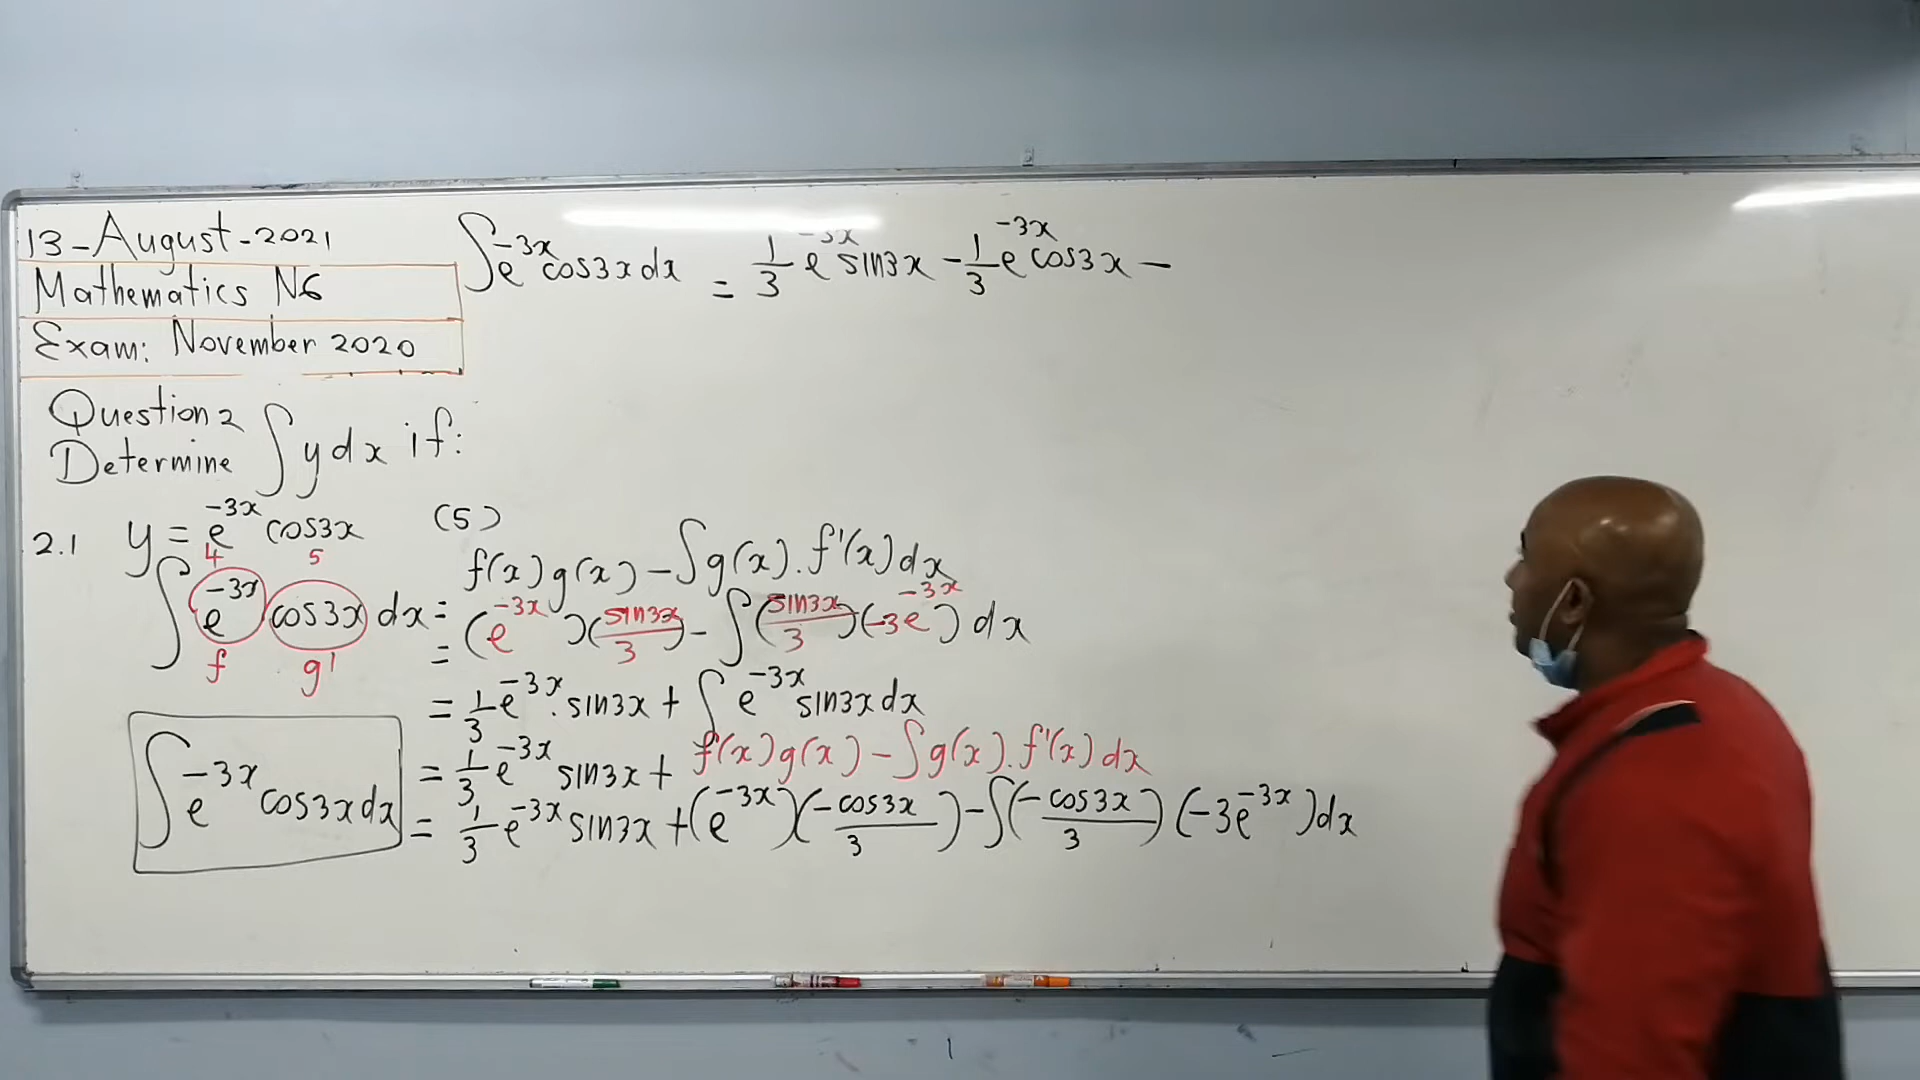 13-August-2021
Mathematics N6
Exam: November 2020
∫e^-3x cos3x dx = 1/3 e^-3x sin3x - 1/3 e^-3x cos3x -
Question 2
Determine ∫y dx if:
2.1 y = e^-3x cos3x (5)
4 5
f(x)g(x) - ∫g(x).f'(x)dx
∫e^-3x cos3x dx = = (e^-3x)(sin3x/3) - ∫(sin3x/3)(-3e^-3x)dx
f g'
= 1/3 e^-3x . sin3x + ∫e^-3x sin3x dx
= 1/3 e^-3x sin3x + f(x)g(x) - ∫g(x).f'(x)dx
∫e^-3x cos3x dx = 1/3 e^-3x sin3x + (e^-3x)(-cos3x/3) - ∫(-cos3x/3)(-3e^-3x)dx